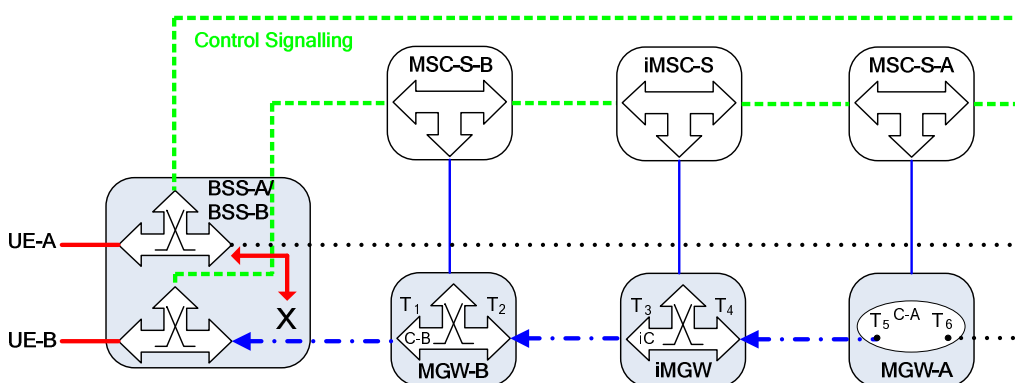 Control Signalling
MSC-S-B
iMSC-S
MSC-S-A
BSS-A/
BSS-B
UE-A
T1 T2
T3 T4
T5 C-A T6
X
UE-B
C-B
iC
MGW-B
iMGW
MGW-A